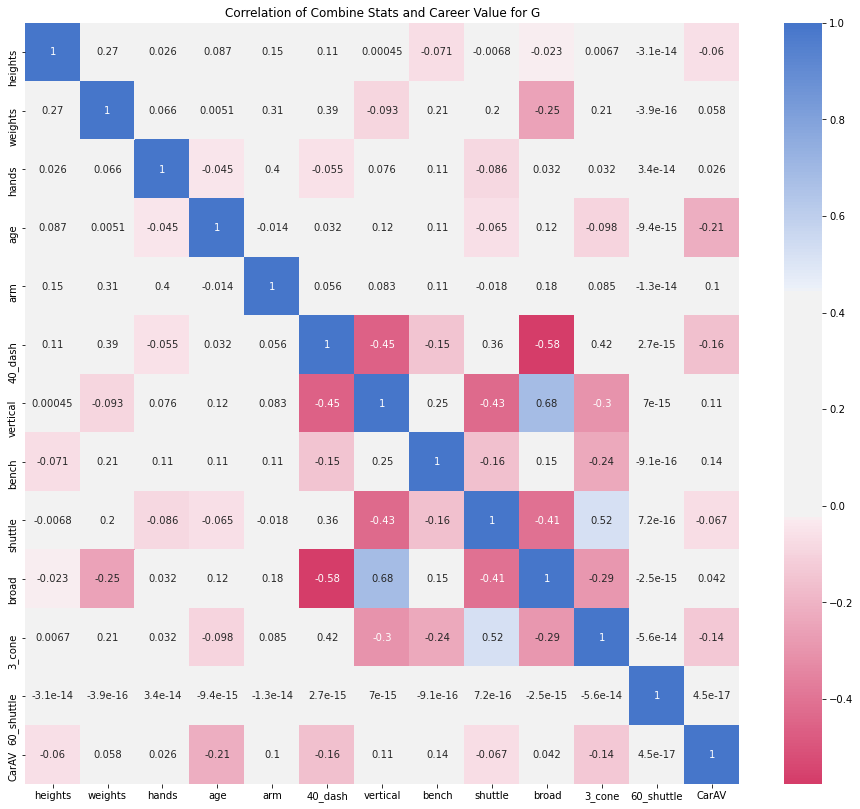 Correlation of Combine Stats and Career Value for G
heights 1 0.27 0.026 0.087 0.15 0.11 0.00045 -0.071 -0.0068 -0.023 0.0067 -3.1e-14 -0.06
weights 0.27 1 0.066 0.0051 0.31 0.39 -0.093 0.21 0.2 -0.25 0.21 -3.9e-16 0.058
hands 0.026 0.066 1 -0.045 0.4 -0.055 0.076 0.11 -0.086 0.032 0.032 3.4e-14 0.026
age 0.087 0.0051 -0.045 1 -0.014 0.032 0.12 0.11 -0.065 0.12 -0.098 -9.4e-15 -0.21
arm 0.15 0.31 0.4 -0.014 1 0.056 0.083 0.11 -0.018 0.18 0.085 -1.3e-14 0.1
40_dash 0.11 0.39 -0.055 0.032 0.056 1 -0.45 -0.15 0.36 -0.58 0.42 2.7e-15 -0.16
vertical 0.00045 -0.093 0.076 0.12 0.083 -0.45 1 0.25 -0.43 0.68 -0.3 7e-15 0.11
bench -0.071 0.21 0.11 0.11 0.11 -0.15 0.25 1 -0.16 0.15 -0.24 -9.1e-16 0.14
shuttle -0.0068 0.2 -0.086 -0.065 -0.018 0.36 -0.43 -0.16 1 -0.41 0.52 7.2e-16 -0.067
broad -0.023 -0.25 0.032 0.12 0.18 -0.58 0.68 0.15 -0.41 1 -0.29 -2.5e-15 0.042
3_cone 0.0067 0.21 0.032 -0.098 0.085 0.42 -0.3 -0.24 0.52 -0.29 1 -5.6e-14 -0.14
60_shuttle -3.1e-14 -3.9e-16 3.4e-14 -9.4e-15 -1.3e-14 2.7e-15 7e-15 -9.1e-16 7.2e-16 -2.5e-15 -5.6e-14 1 4.5e-17
CarAV -0.06 0.058 0.026 -0.21 0.1 -0.16 0.11 0.14 -0.067 0.042 -0.14 4.5e-17 1
heights weights hands age arm 40_dash vertical bench shuttle broad 3_cone 60_shuttle CarAV
1.0
0.8
0.6
0.4
0.2
0.0
−0.2
−0.4